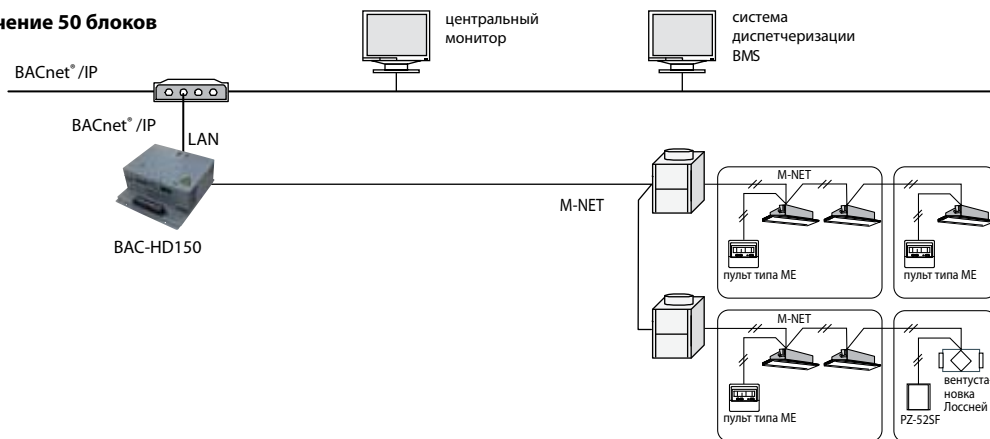 чение 50 блоков
центральный
монитор
система
диспетчеризации
BMS
BACnet® /IP
BACnet® /IP
LAN
BAC-HD150
M-NET
M-NET
пульт типа ME
пульт типа ME
M-NET
пульт типа ME
PZ-52SF
вентуста-
новка
Лоссней